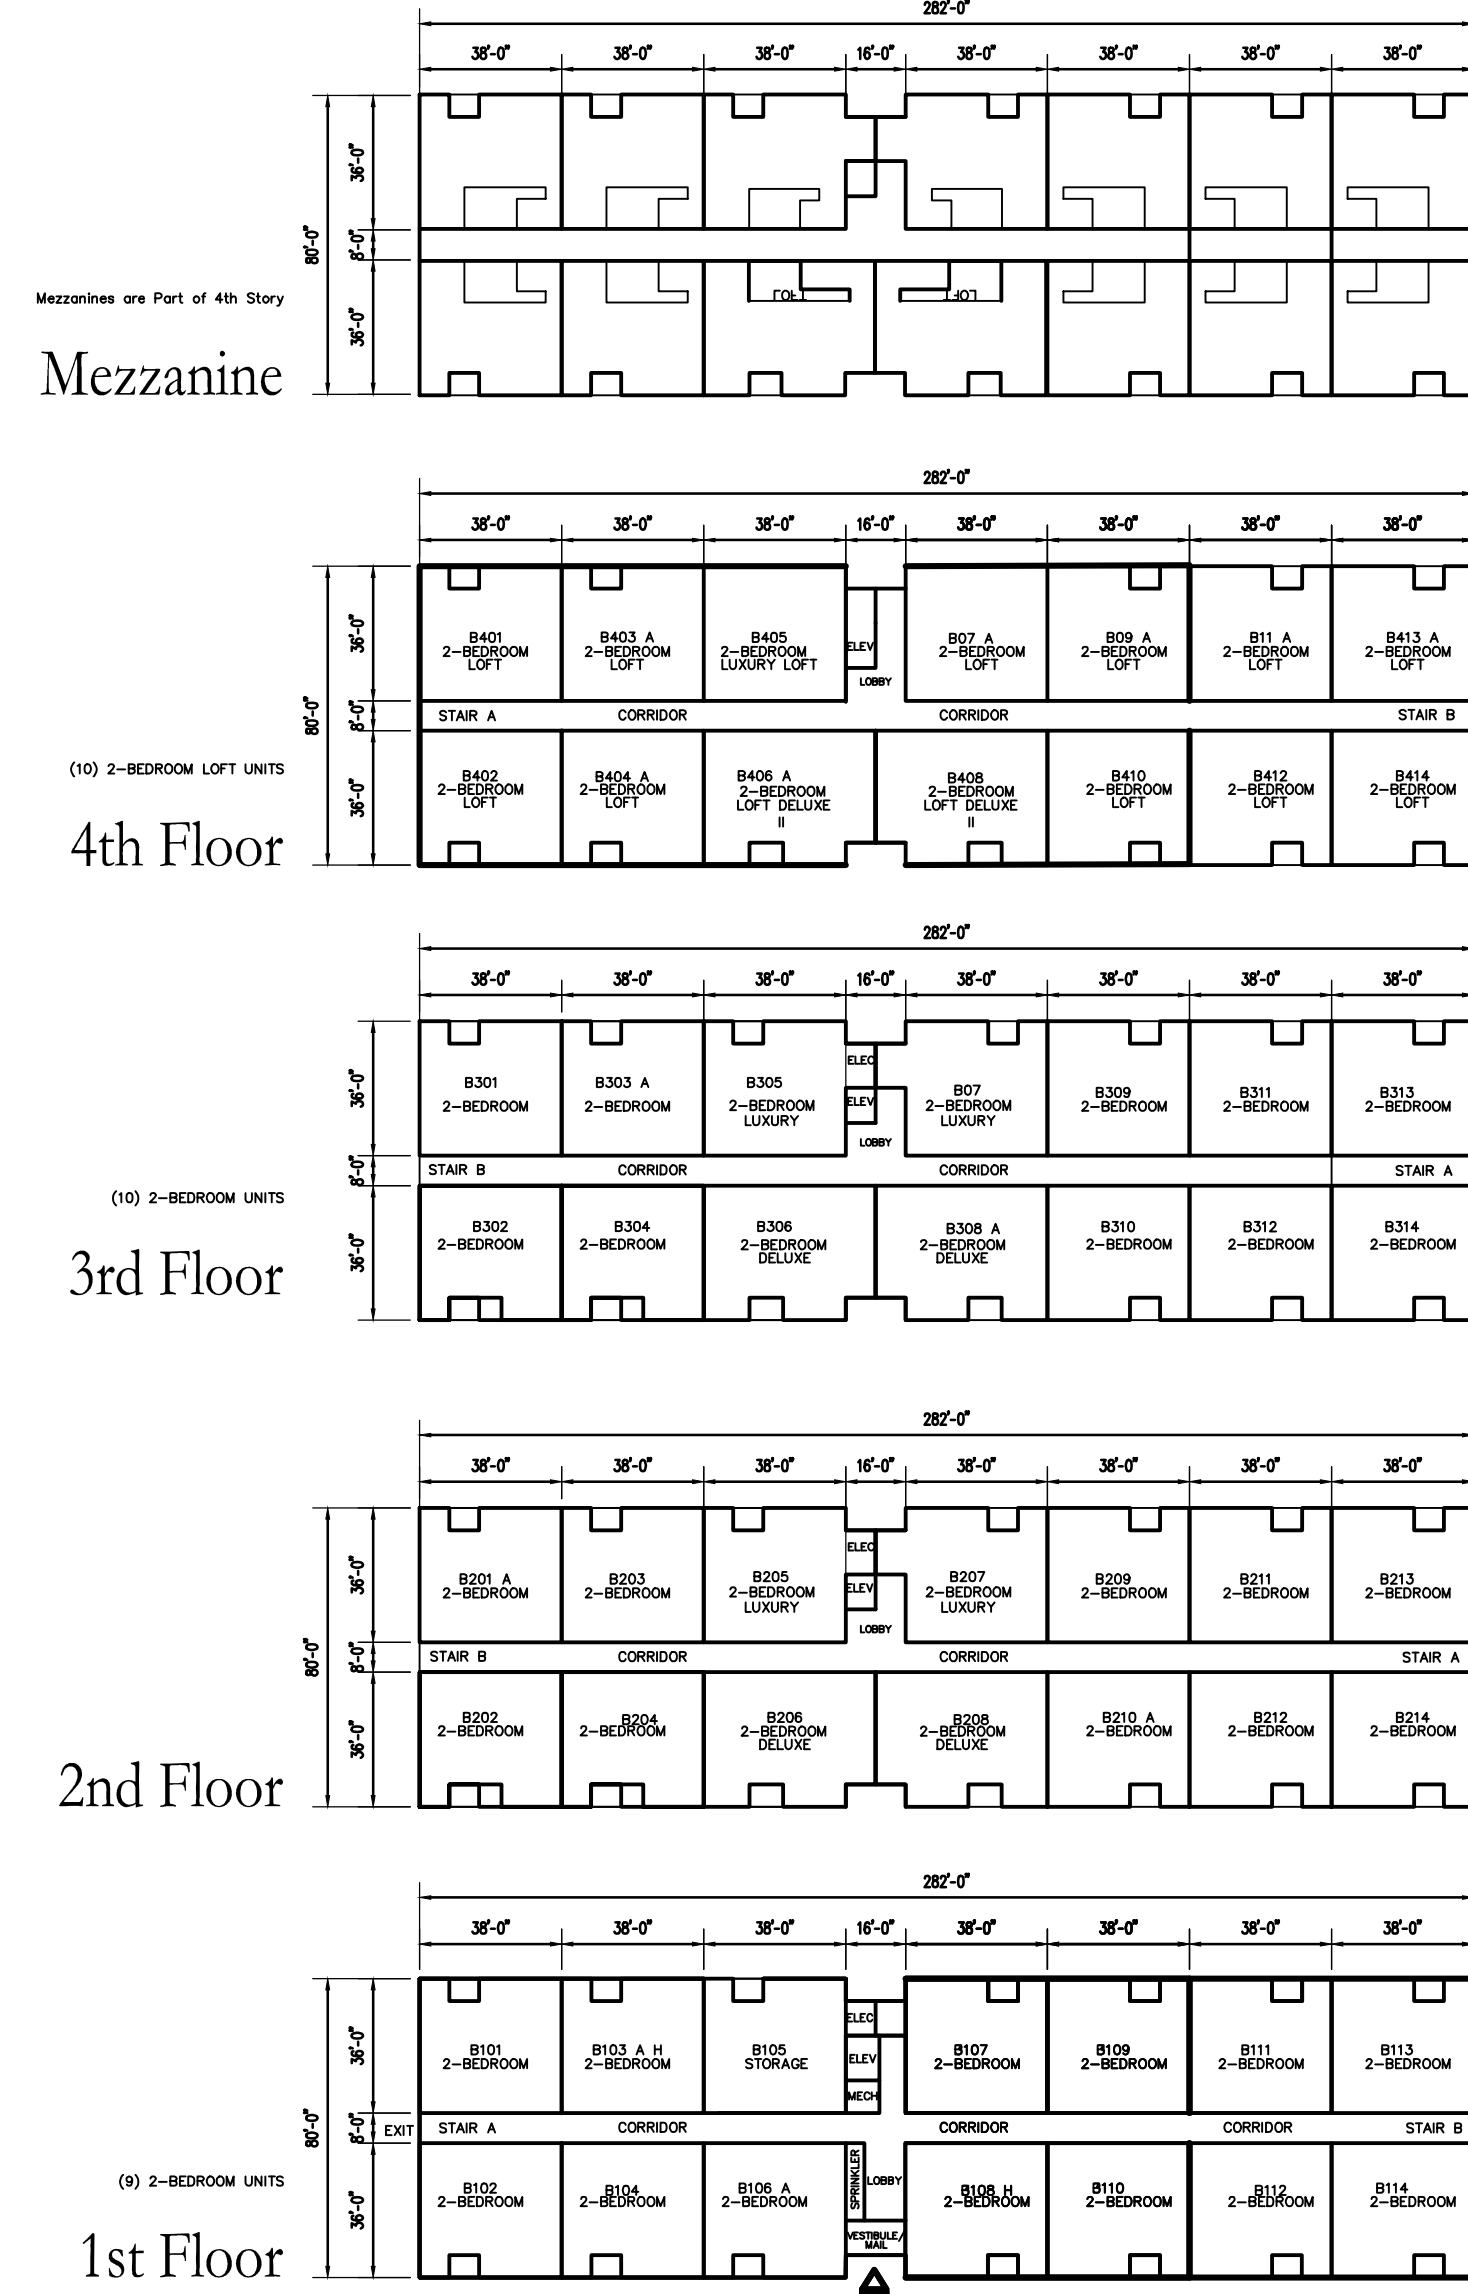 282'-0"
38'-0" 38'-0" 38'-0" 16'-0" 38'-0" 38'-0" 38'-0" 38'-0"
36'-0"
80'-0"
8'-0"
Mezzanines are Part of 4th Story
LOFT LOFT
36'-0"
Mezzanine
282'-0"
38'-0" 38'-0" 38'-0" 16'-0" 38'-0" 38'-0" 38'-0" 38'-0"
36'-0"
B401 B403 A B405 B07 A B09 A B11 A B413 A
2-BEDROOM 2-BEDROOM 2-BEDROOM ELEV 2-BEDROOM 2-BEDROOM 2-BEDROOM 2-BEDROOM
LOFT LOFT LUXURY LOFT LOFT LOFT LOFT LOFT
LOBBY
80'-0"
8'-0"
STAIR A CORRIDOR CORRIDOR STAIR B
(10) 2-BEDROOM LOFT UNITS
36'-0"
B402 B404 A B406 A B408 B410 B412 B414
2-BEDROOM 2-BEDROOM 2-BEDROOM 2-BEDROOM 2-BEDROOM 2-BEDROOM 2-BEDROOM
LOFT LOFT LOFT DELUXE LOFT DELUXE LOFT LOFT LOFT
II II
4th Floor
282'-0"
38'-0" 38'-0" 38'-0" 16'-0" 38'-0" 38'-0" 38'-0" 38'-0"
ELEC
36'-0"
B301 B303 A B305 B07 B309 B311 B313
2-BEDROOM 2-BEDROOM 2-BEDROOM ELEV 2-BEDROOM 2-BEDROOM 2-BEDROOM 2-BEDROOM
LUXURY LUXURY
LOBBY
8'-0"
STAIR B CORRIDOR CORRIDOR STAIR A
(10) 2-BEDROOM UNITS
36'-0"
B302 B304 B306 B308 A B310 B312 B314
2-BEDROOM 2-BEDROOM 2-BEDROOM 2-BEDROOM 2-BEDROOM 2-BEDROOM 2-BEDROOM
DELUXE DELUXE
3rd Floor
282'-0"
38'-0" 38'-0" 38'-0" 16'-0" 38'-0" 38'-0" 38'-0" 38'-0"
ELEC
36'-0"
B201 A B203 B205 B207 B209 B211 B213
2-BEDROOM 2-BEDROOM 2-BEDROOM ELEV 2-BEDROOM 2-BEDROOM 2-BEDROOM 2-BEDROOM
LUXURY LUXURY
LOBBY
80'-0"
8'-0"
STAIR B CORRIDOR CORRIDOR STAIR A
36'-0"
B202 B204 B206 B208 B210 A B212 B214
2-BEDROOM 2-BEDROOM 2-BEDROOM 2-BEDROOM 2-BEDROOM 2-BEDROOM 2-BEDROOM
DELUXE DELUXE
2nd Floor
282'-0"
38'-0" 38'-0" 38'-0" 16'-0" 38'-0" 38'-0" 38'-0" 38'-0"
ELEC
36'-0"
B101 B103 A H B105 B107 B109 B111 B113
2-BEDROOM 2-BEDROOM STORAGE ELEV 2-BEDROOM 2-BEDROOM 2-BEDROOM 2-BEDROOM
MECH
80'-0"
8'-0"
EXIT STAIR A CORRIDOR CORRIDOR CORRIDOR STAIR B
(9) 2-BEDROOM UNITS
36'-0"
SPRINKLER LOBBY
B102 B104 B106 A B108 H B110 B112 B114
2-BEDROOM 2-BEDROOM 2-BEDROOM 2-BEDROOM 2-BEDROOM 2-BEDROOM 2-BEDROOM
VESTIBULE/
MAIL
1st Floor